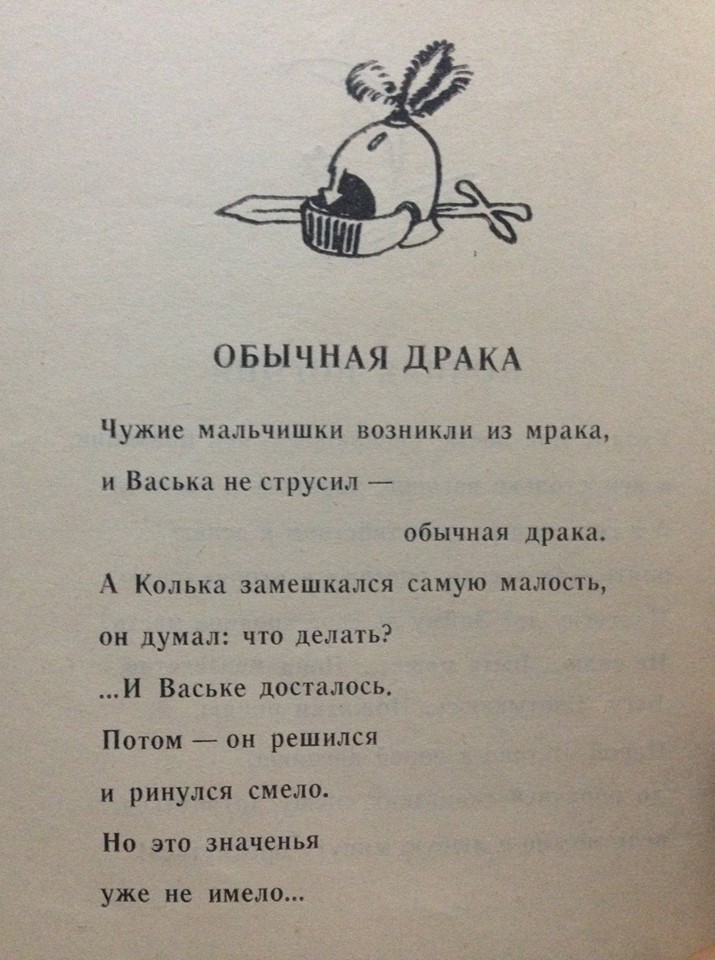 ОБЫЧНАЯ ДРАКА
Чужие мальчишки возникли из мрака,
и Васька не струсил —
обычная драка.
А Колька замешкался самую малость,
он думал: что делать?
...И Ваське досталось.
Потом — он решился
и ринулся смело.
Но это значенья
уже не имело...